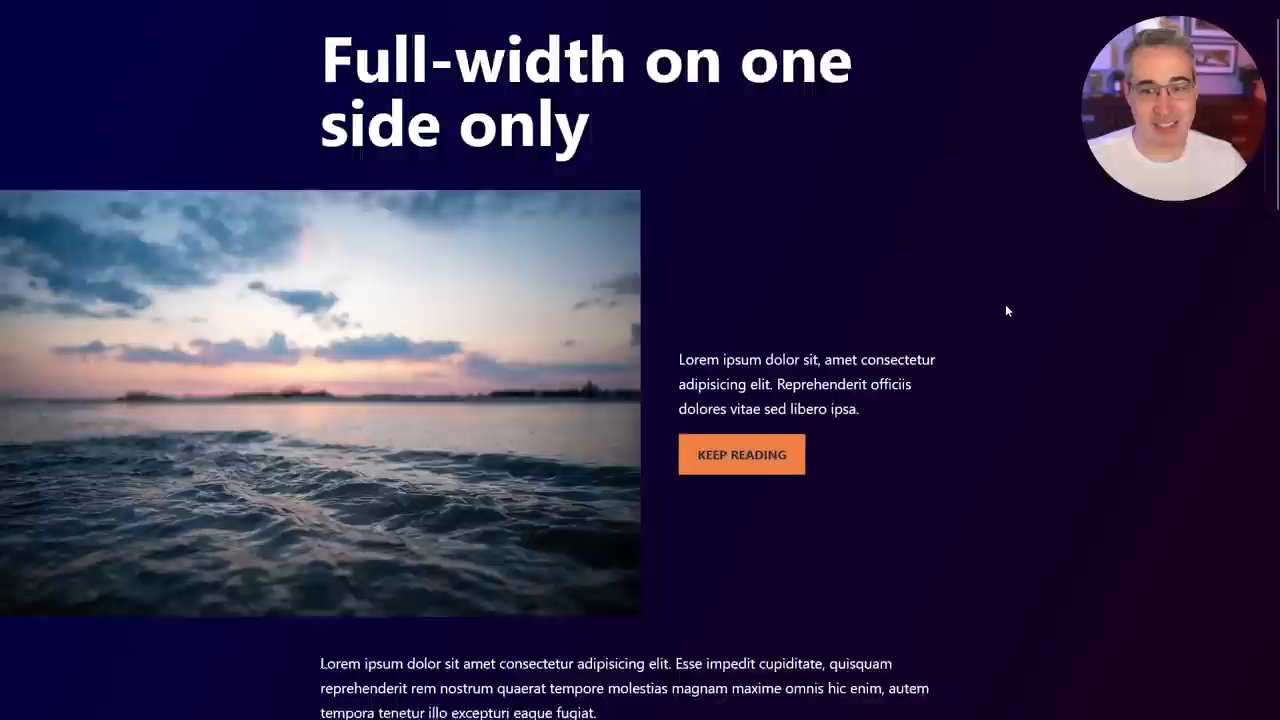 Full-width on one
side only
Lorem ipsum dolor sit, amet consectetur
adipisicing elit. Reprehenderit officiis
dolores vitae sed libero ipsa.
KEEP READING
Lorem ipsum dolor sit amet consectetur adipisicing elit. Esse impedit cupiditate, quisquam
reprehenderit rem nostrum quaerat tempore molestias magnam maxime omnis hic enim, autem
tempora tenetur illo excepturi eaque fugiat.